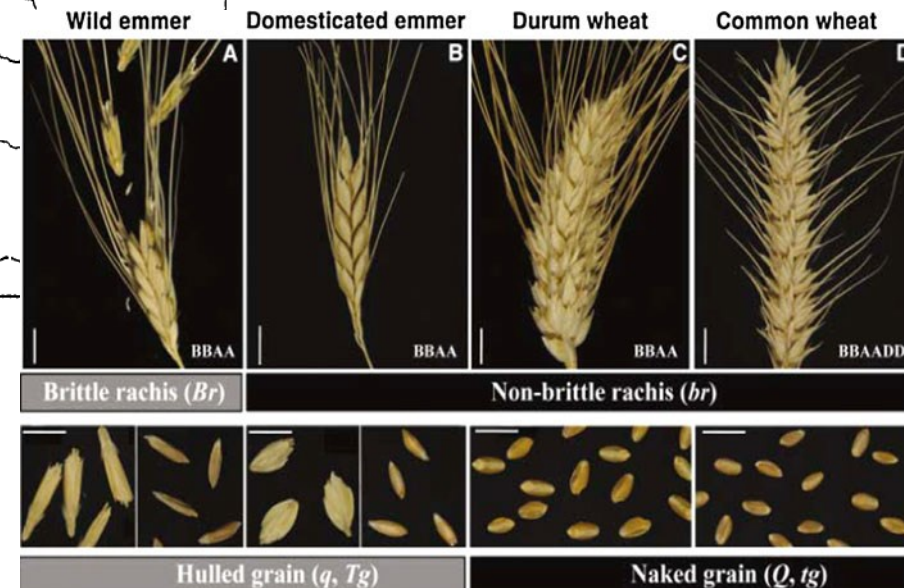 Wild emmer
Domesticated emmer
Durum wheat
Common wheat
A
B
C
D
BBAA
BBAA
BBAA
BBAADD
Brittle rachis (Br)
Non-brittle rachis (br)
Hulled grain (q, Tg)
Naked grain (Q, tg)